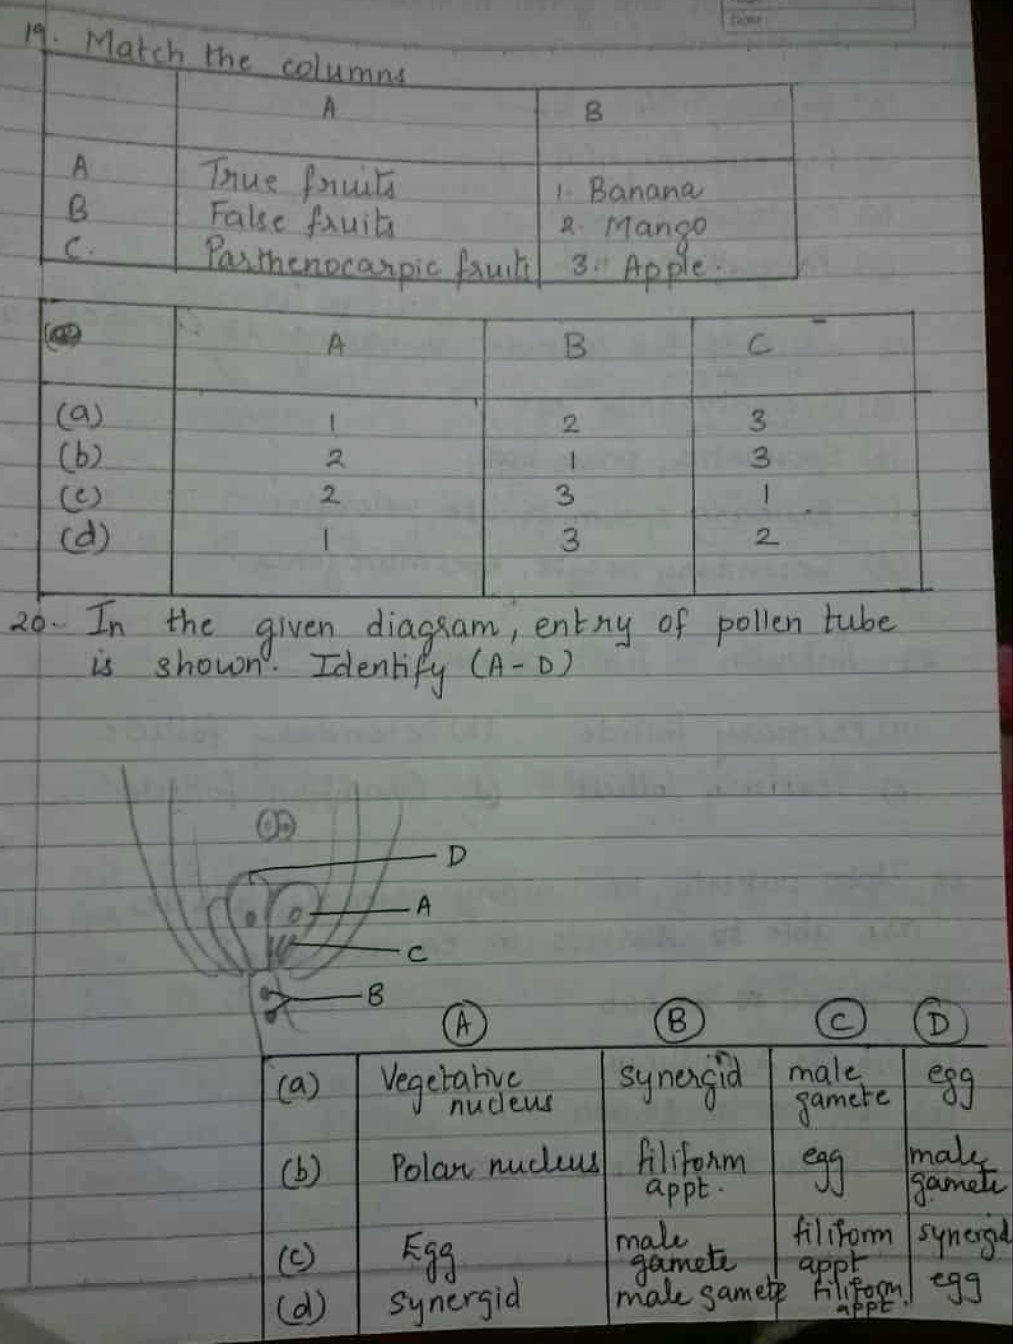 19. Match the columns
A B
A True fruits 1. Banana
B False fruits 2. Mango
C. Parthenocarpic fruits 3. Apple.
A B C
(a) 1 2 3
(b) 2 1 3
(c) 2 3 1
(d) 1 3 2
20. In the given diagram, entry of pollen tube
is shown. Identify (A-D)
D
A
C
B
A B C D
(a) Vegetative nucleus synergid male gamete egg
(b) Polar nucleus filiform appt. egg male gamete
(c) Egg male gamete filiform appt synergid
(d) synergid male gamete filiform appt. egg